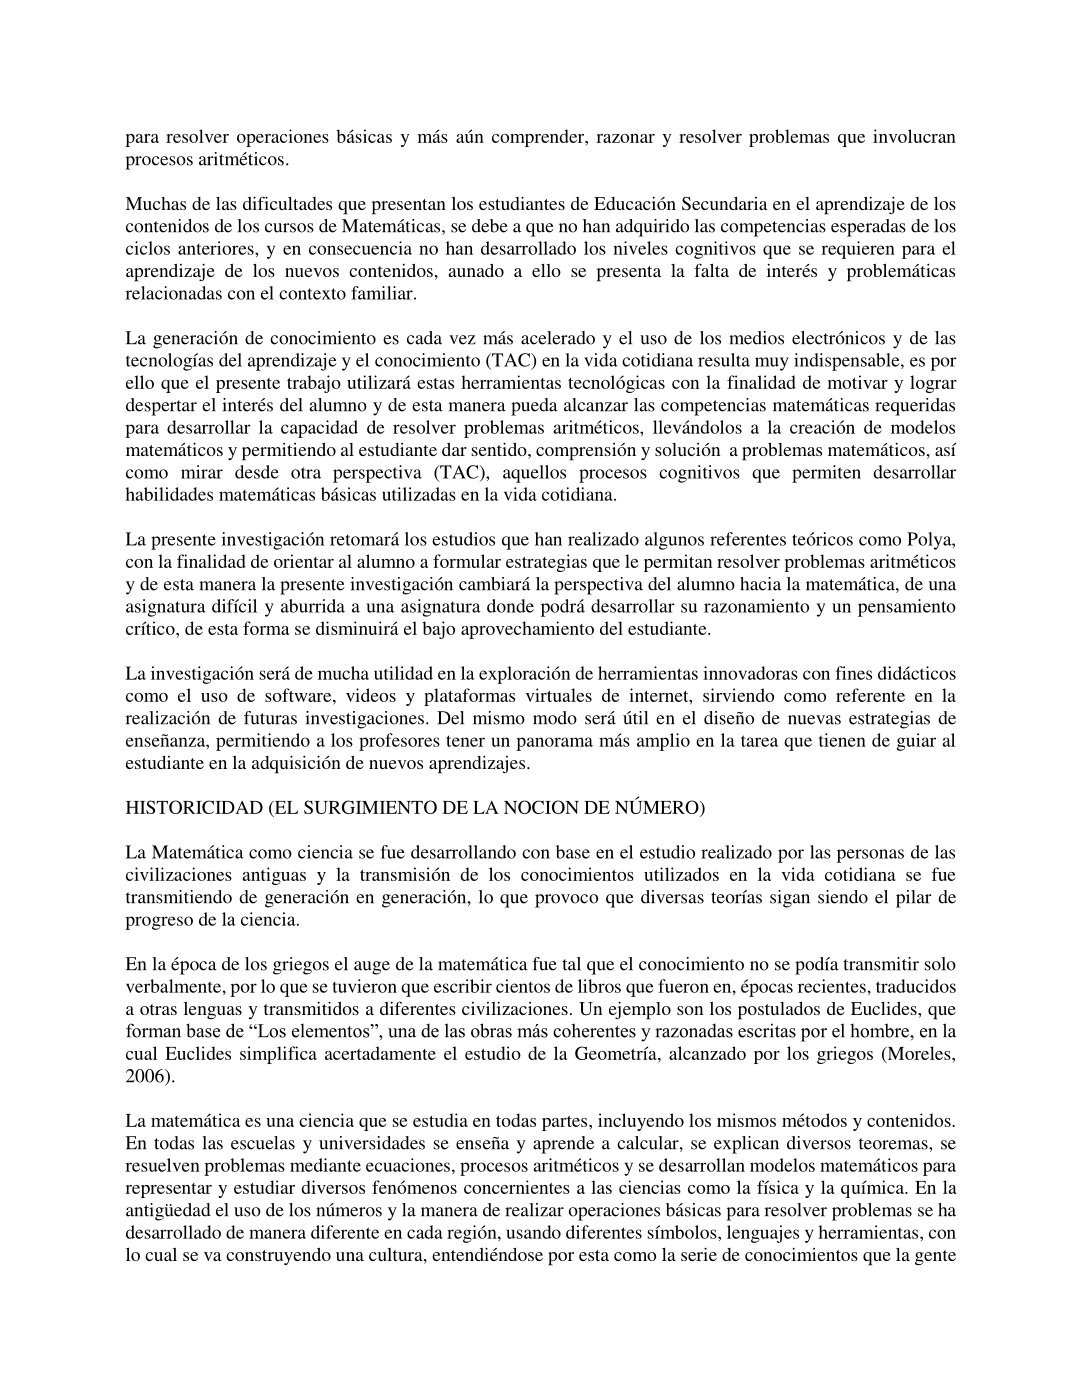 para resolver operaciones básicas y más aún comprender, razonar y resolver problemas que involucran
procesos aritméticos.
Muchas de las dificultades que presentan los estudiantes de Educación Secundaria en el aprendizaje de los
contenidos de los cursos de Matemáticas, se debe a que no han adquirido las competencias esperadas de los
ciclos anteriores, y en consecuencia no han desarrollado los niveles cognitivos que se requieren para el
aprendizaje de los nuevos contenidos, aunado a ello se presenta la falta de interés y problemáticas
relacionadas con el contexto familiar.
La generación de conocimiento es cada vez más acelerado y el uso de los medios electrónicos y de las
tecnologías del aprendizaje y el conocimiento (TAC) en la vida cotidiana resulta muy indispensable, es por
ello que el presente trabajo utilizará estas herramientas tecnológicas con la finalidad de motivar y lograr
despertar el interés del alumno y de esta manera pueda alcanzar las competencias matemáticas requeridas
para desarrollar la capacidad de resolver problemas aritméticos, llevándolos a la creación de modelos
matemáticos y permitiendo al estudiante dar sentido, comprensión y solución a problemas matemáticos, así
como mirar desde otra perspectiva (TAC), aquellos procesos cognitivos que permiten desarrollar
habilidades matemáticas básicas utilizadas en la vida cotidiana.
La presente investigación retomará los estudios que han realizado algunos referentes teóricos como Polya,
con la finalidad de orientar al alumno a formular estrategias que le permitan resolver problemas aritméticos
y de esta manera la presente investigación cambiará la perspectiva del alumno hacia la matemática, de una
asignatura difícil y aburrida a una asignatura donde podrá desarrollar su razonamiento y un pensamiento
crítico, de esta forma se disminuirá el bajo aprovechamiento del estudiante.
La investigación será de mucha utilidad en la exploración de herramientas innovadoras con fines didácticos
como el uso de software, videos y plataformas virtuales de internet, sirviendo como referente en la
realización de futuras investigaciones. Del mismo modo será útil en el diseño de nuevas estrategias de
enseñanza, permitiendo a los profesores tener un panorama más amplio en la tarea que tienen de guiar al
estudiante en la adquisición de nuevos aprendizajes.
HISTORICIDAD (EL SURGIMIENTO DE LA NOCION DE NÚMERO)
La Matemática como ciencia se fue desarrollando con base en el estudio realizado por las personas de las
civilizaciones antiguas y la transmisión de los conocimientos utilizados en la vida cotidiana se fue
transmitiendo de generación en generación, lo que provoco que diversas teorías sigan siendo el pilar de
progreso de la ciencia.
En la época de los griegos el auge de la matemática fue tal que el conocimiento no se podía transmitir solo
verbalmente, por lo que se tuvieron que escribir cientos de libros que fueron en, épocas recientes, traducidos
a otras lenguas y transmitidos a diferentes civilizaciones. Un ejemplo son los postulados de Euclides, que
forman base de “Los elementos”, una de las obras más coherentes y razonadas escritas por el hombre, en la
cual Euclides simplifica acertadamente el estudio de la Geometría, alcanzado por los griegos (Moreles,
2006).
La matemática es una ciencia que se estudia en todas partes, incluyendo los mismos métodos y contenidos.
En todas las escuelas y universidades se enseña y aprende a calcular, se explican diversos teoremas, se
resuelven problemas mediante ecuaciones, procesos aritméticos y se desarrollan modelos matemáticos para
representar y estudiar diversos fenómenos concernientes a las ciencias como la física y la química. En la
antigüedad el uso de los números y la manera de realizar operaciones básicas para resolver problemas se ha
desarrollado de manera diferente en cada región, usando diferentes símbolos, lenguajes y herramientas, con
lo cual se va construyendo una cultura, entendiéndose por esta como la serie de conocimientos que la gente